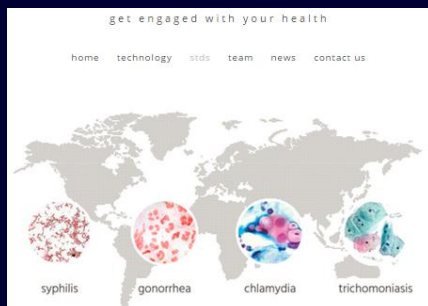 get engaged with your health
home technology stds team news contact us
syphilis gonorrhea chlamydia trichomoniasis